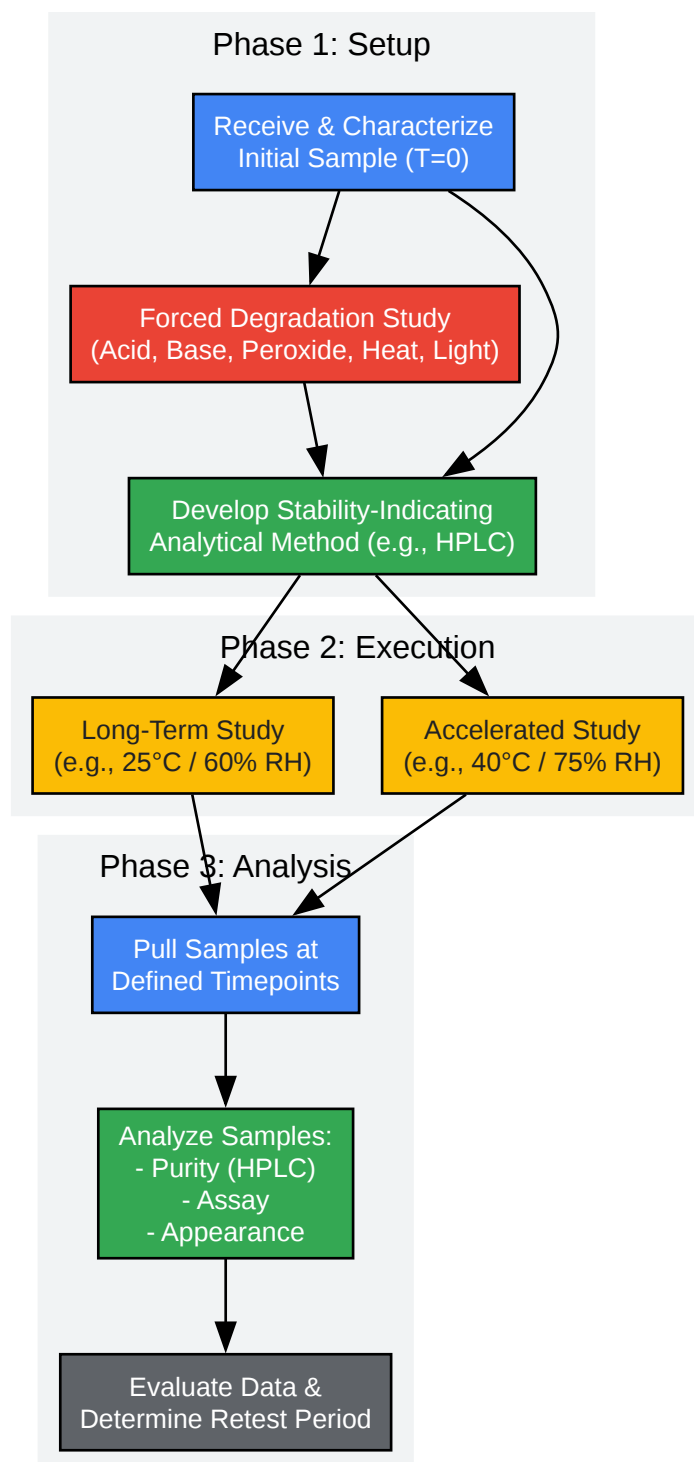 Phase 1: Setup
Receive & Characterize
Initial Sample (T=0)
Forced Degradation Study
(Acid, Base, Peroxide, Heat, Light)
Develop Stability-Indicating
Analytical Method (e.g., HPLC)
Phase 2: Execution
Long-Term Study
(e.g., 25°C / 60% RH)
Accelerated Study
(e.g., 40°C / 75% RH)
Phase 3: Analysis
Pull Samples at
Defined Timepoints
Analyze Samples:
- Purity (HPLC)
- Assay
- Appearance
Evaluate Data &
Determine Retest Period